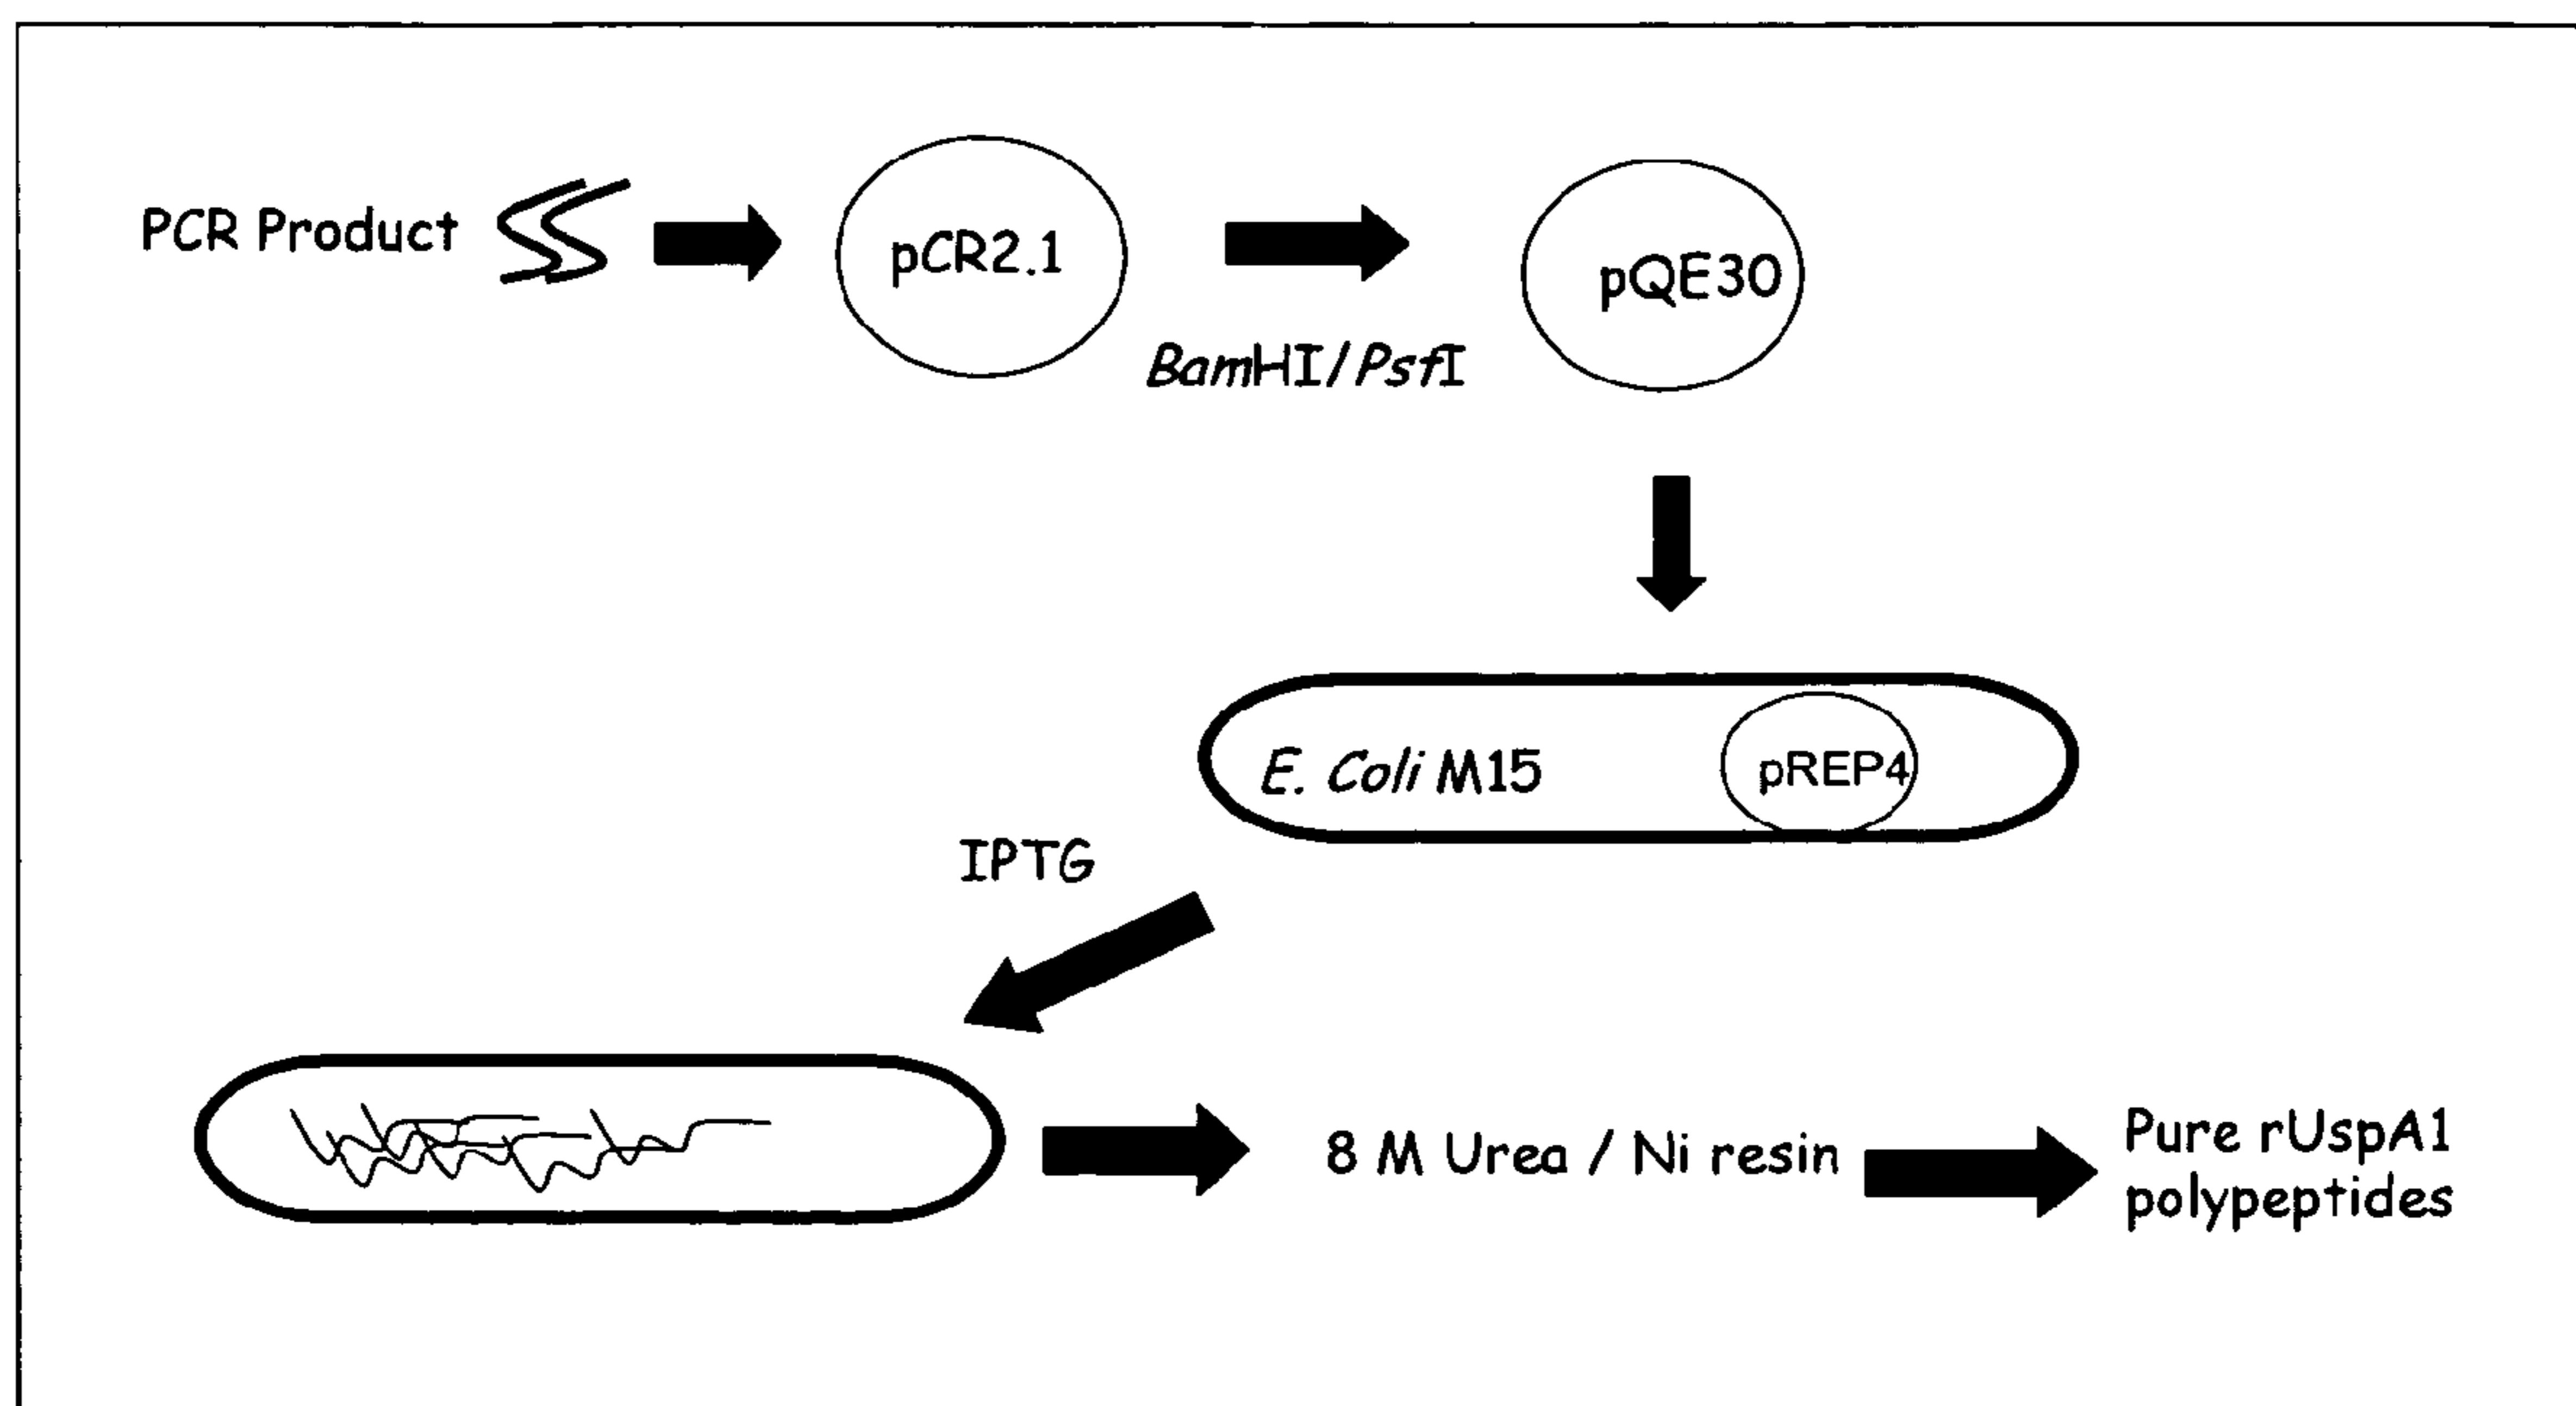 PCR Product
pCR2.1
pQE30
BamHI/PstI
E. Coli M15
pREP4
IPTG
8 M Urea / Ni resin
Pure rUspA1
polypeptides